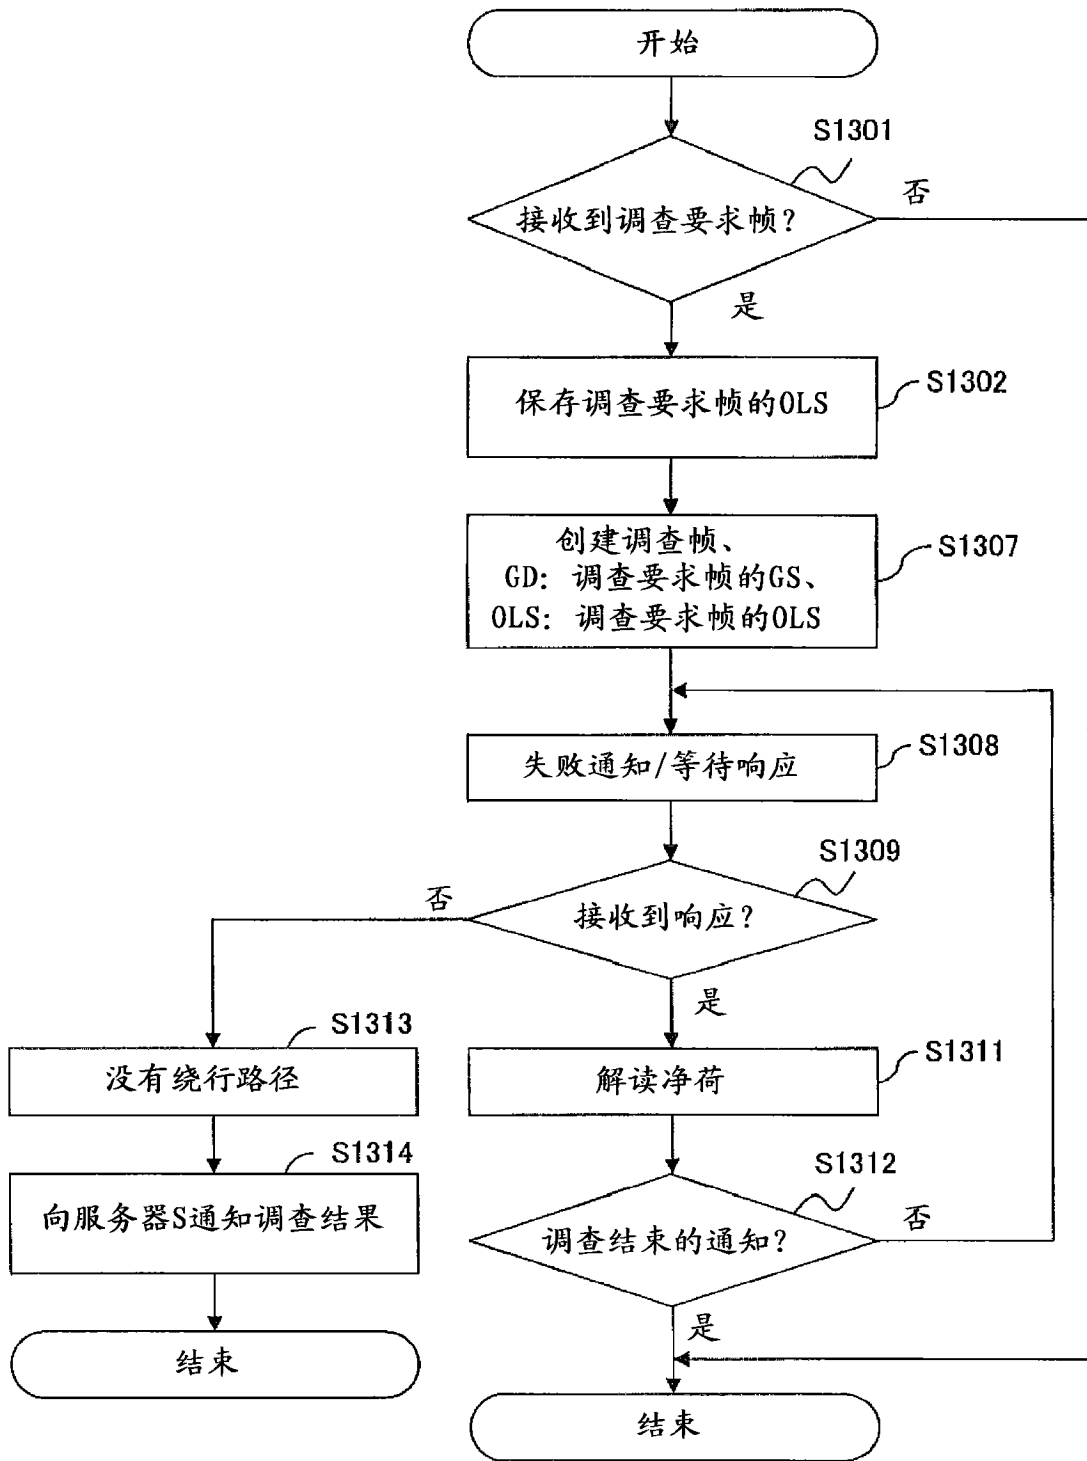 开始
S1301
接收到调查要求帧?
否
是
保存调查要求帧的OLS
S1302
创建调查帧、
GD: 调查要求帧的GS、
OLS: 调查要求帧的OLS
S1307
失败通知/等待响应
S1308
S1309
接收到响应?
否
是
S1313
没有绕行路径
解读净荷
S1311
S1314
向服务器S通知调查结果
S1312
调查结束的通知?
否
是
结束
结束